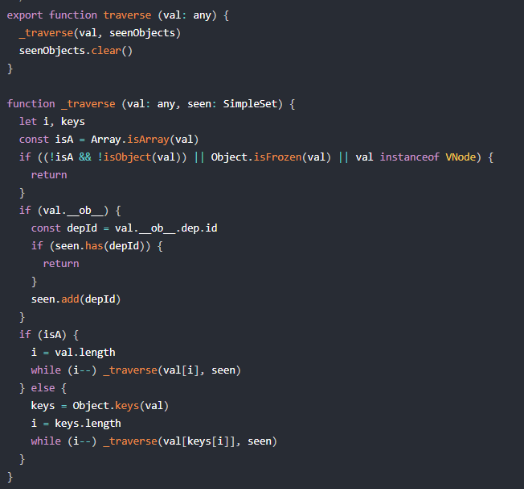 export function traverse (val: any) {
  _traverse(val, seenObjects)
  seenObjects.clear()
}

function _traverse (val: any, seen: SimpleSet) {
  let i, keys
  const isA = Array.isArray(val)
  if ((!isA && !isObject(val)) || Object.isFrozen(val) || val instanceof VNode) {
    return
  }
  if (val.__ob__) {
    const depId = val.__ob__.dep.id
    if (seen.has(depId)) {
      return
    }
    seen.add(depId)
  }
  if (isA) {
    i = val.length
    while (i--) _traverse(val[i], seen)
  } else {
    keys = Object.keys(val)
    i = keys.length
    while (i--) _traverse(val[keys[i]], seen)
  }
}